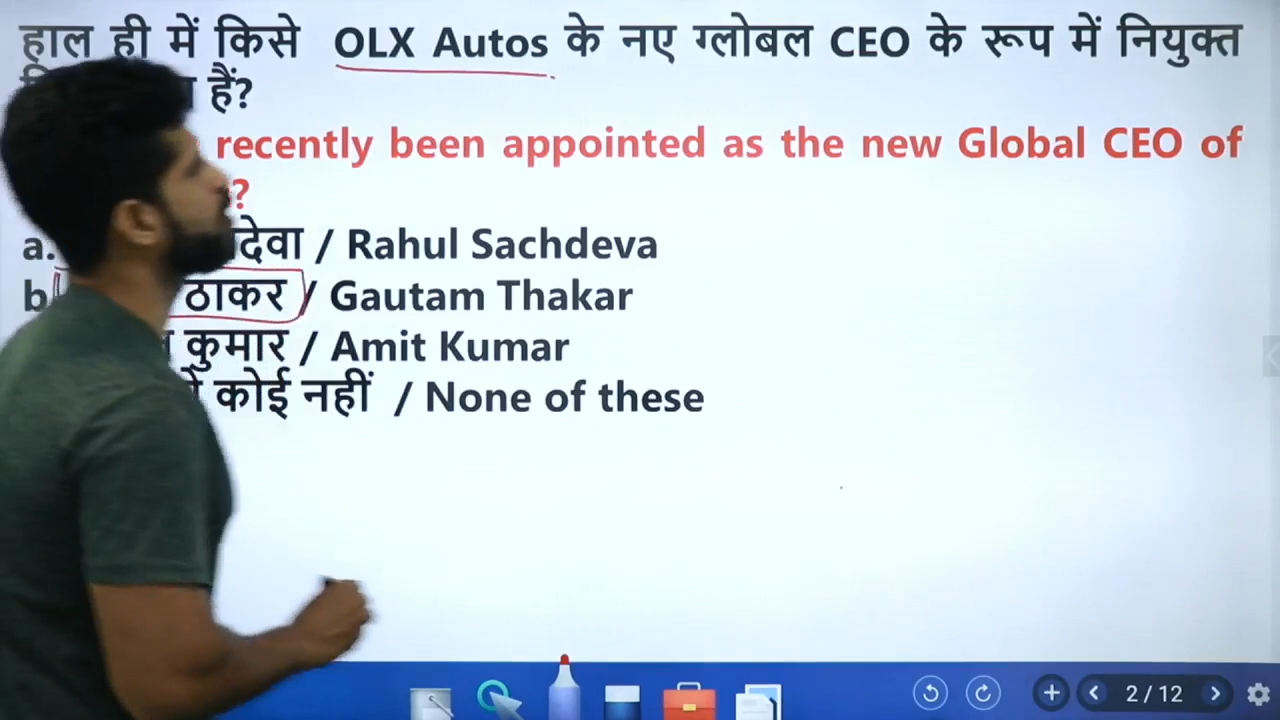 हाल ही में किसे OLX Autos के नए ग्लोबल CEO के रूप में नियुक्त
हैं?
recently been appointed as the new Global CEO of
?
a. / Rahul Sachdeva
b ठाकर / Gautam Thakar
कुमार / Amit Kumar
कोई नहीं / None of these
2 / 12